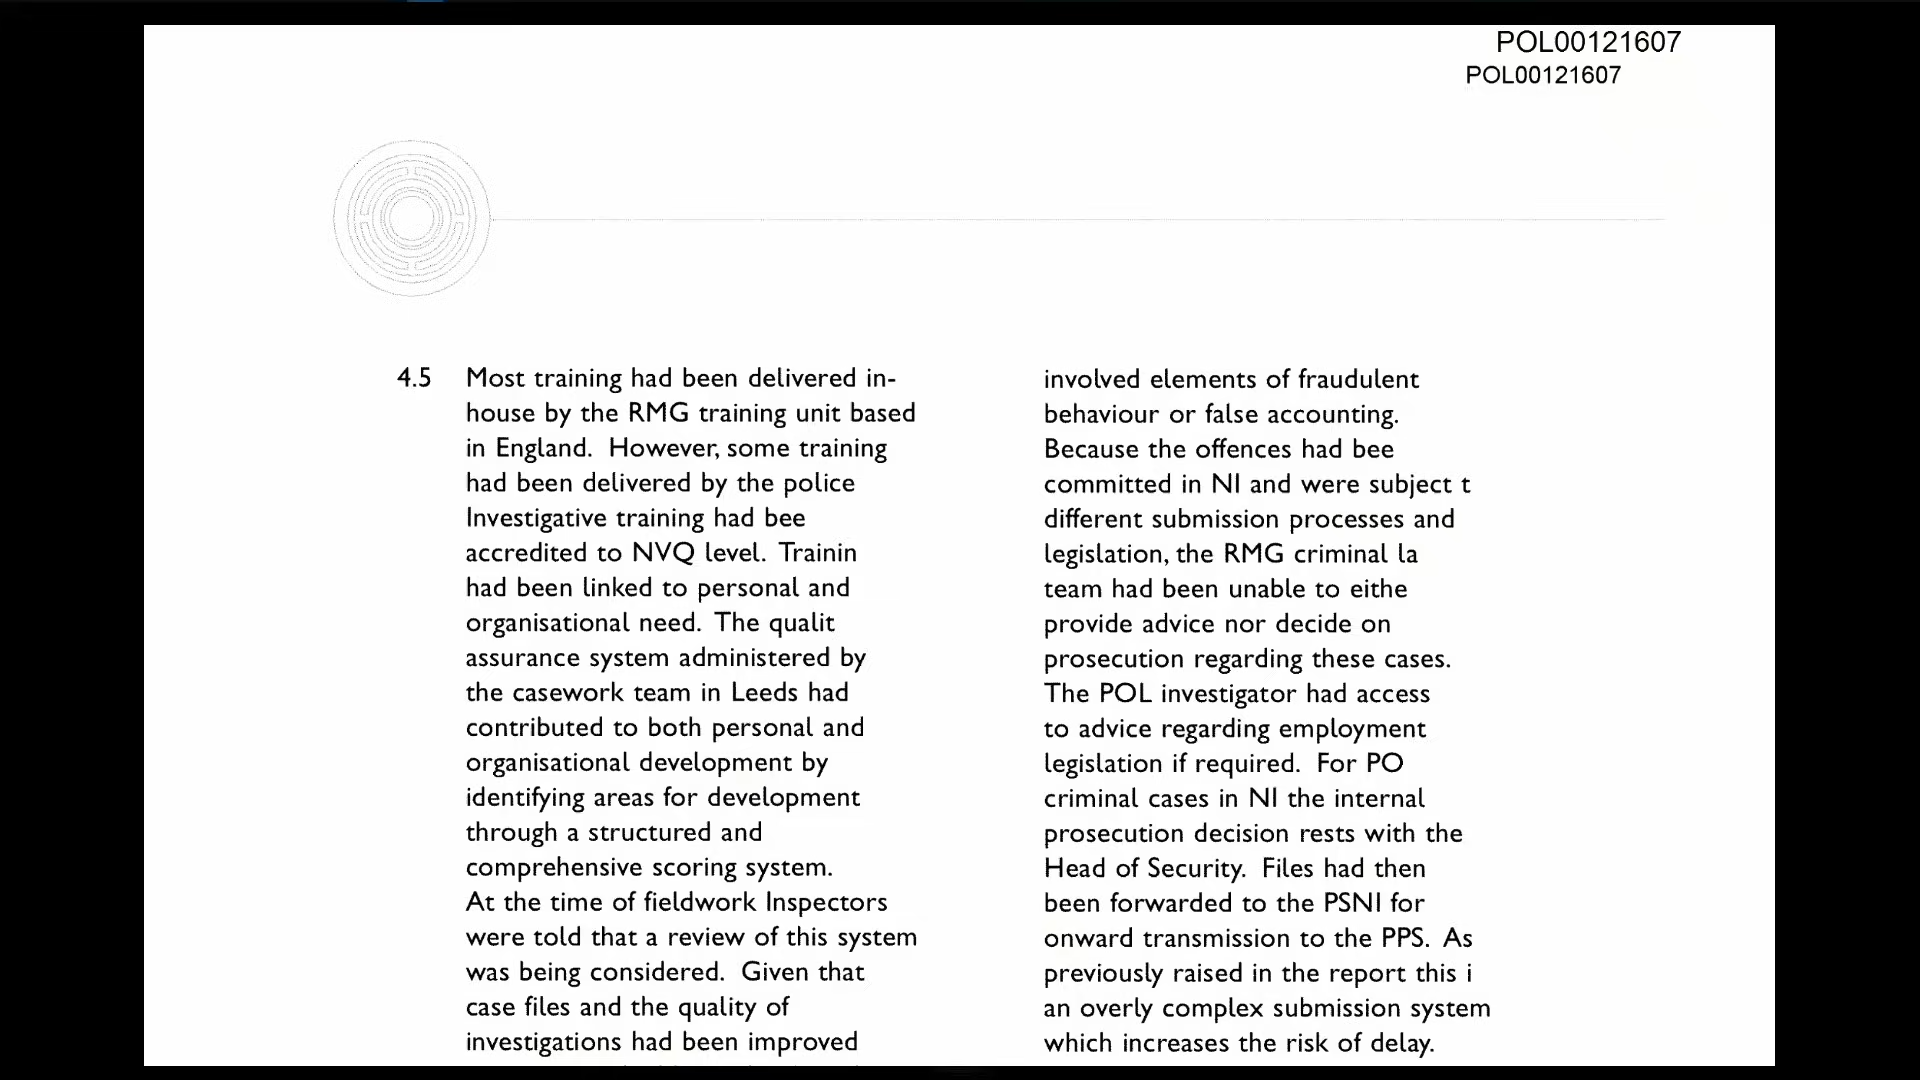 POL00121607
POL00121607
4.5 Most training had been delivered in-
house by the RMG training unit based
in England. However, some training
had been delivered by the police
Investigative training had bee
accredited to NVQ level. Trainin
had been linked to personal and
organisational need. The qualit
assurance system administered by
the casework team in Leeds had
contributed to both personal and
organisational development by
identifying areas for development
through a structured and
comprehensive scoring system.
At the time of fieldwork Inspectors
were told that a review of this system
was being considered. Given that
case files and the quality of
investigations had been improved
involved elements of fraudulent
behaviour or false accounting.
Because the offences had bee
committed in NI and were subject t
different submission processes and
legislation, the RMG criminal la
team had been unable to eithe
provide advice nor decide on
prosecution regarding these cases.
The POL investigator had access
to advice regarding employment
legislation if required. For PO
criminal cases in NI the internal
prosecution decision rests with the
Head of Security. Files had then
been forwarded to the PSNI for
onward transmission to the PPS. As
previously raised in the report this i
an overly complex submission system
which increases the risk of delay.